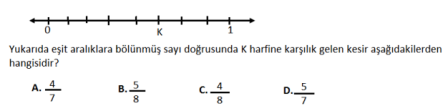 0 K 1
Yukarıda eşit aralıklara bölünmüş sayı doğrusunda K harfine karşılık gelen kesir aşağıdakilerden
hangisidir?
A. 4/7 B. 5/8 C. 4/8 D. 5/7